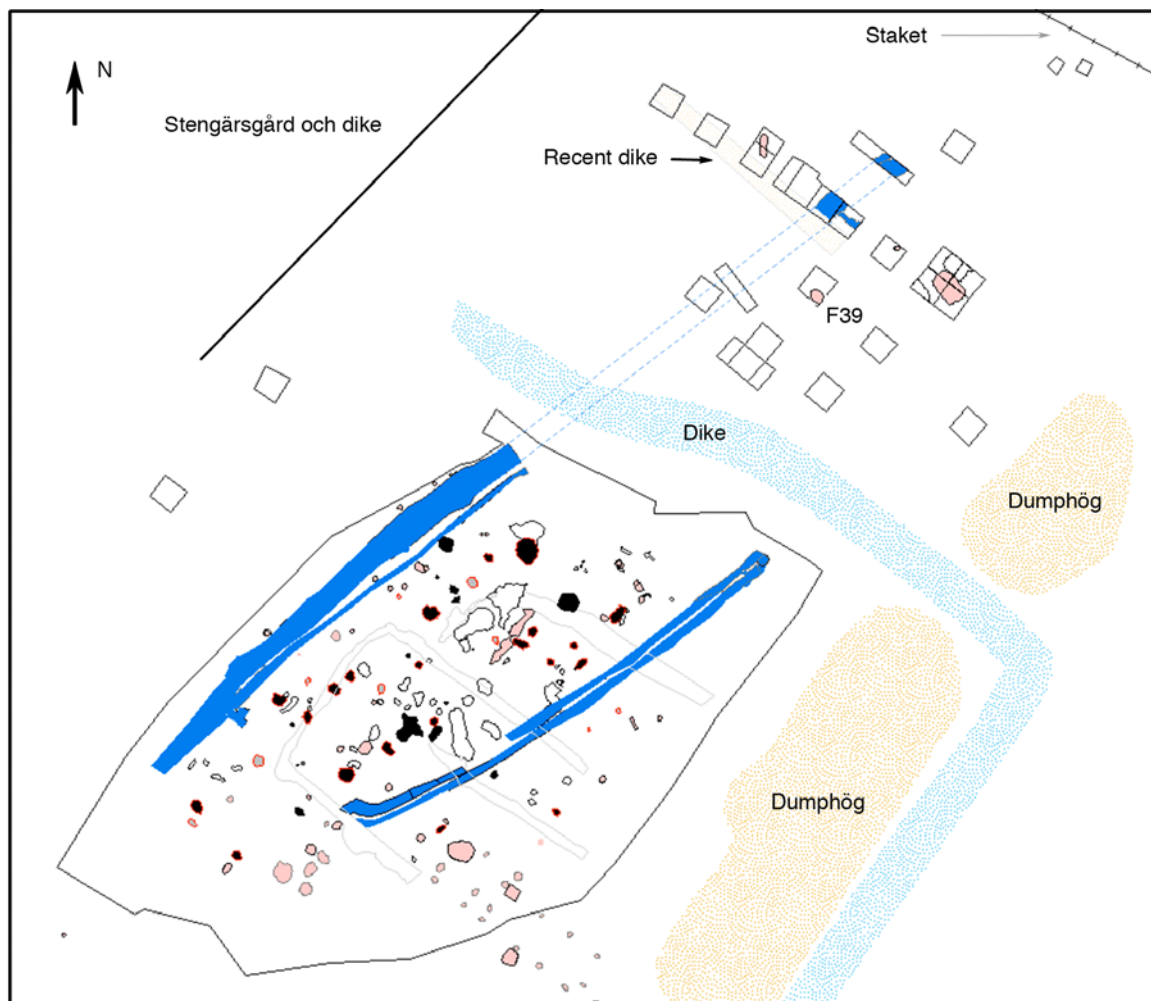 Staket
N
Stengärsgård och dike
Recent dike
F39
Dike
Dumphög
Dumphög